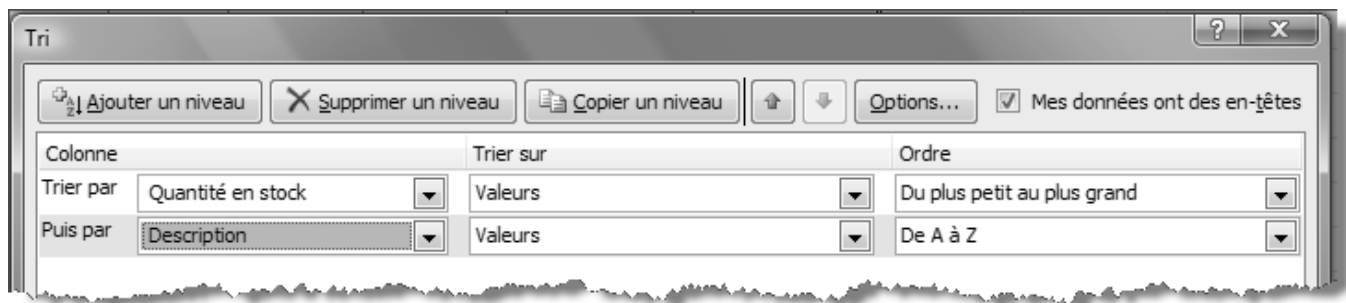 Tri
Ajouter un niveau Supprimer un niveau Copier un niveau Options... Mes données ont des en-têtes
Colonne Trier sur Ordre
Trier par Quantité en stock Valeurs Du plus petit au plus grand
Puis par Description Valeurs De A à Z